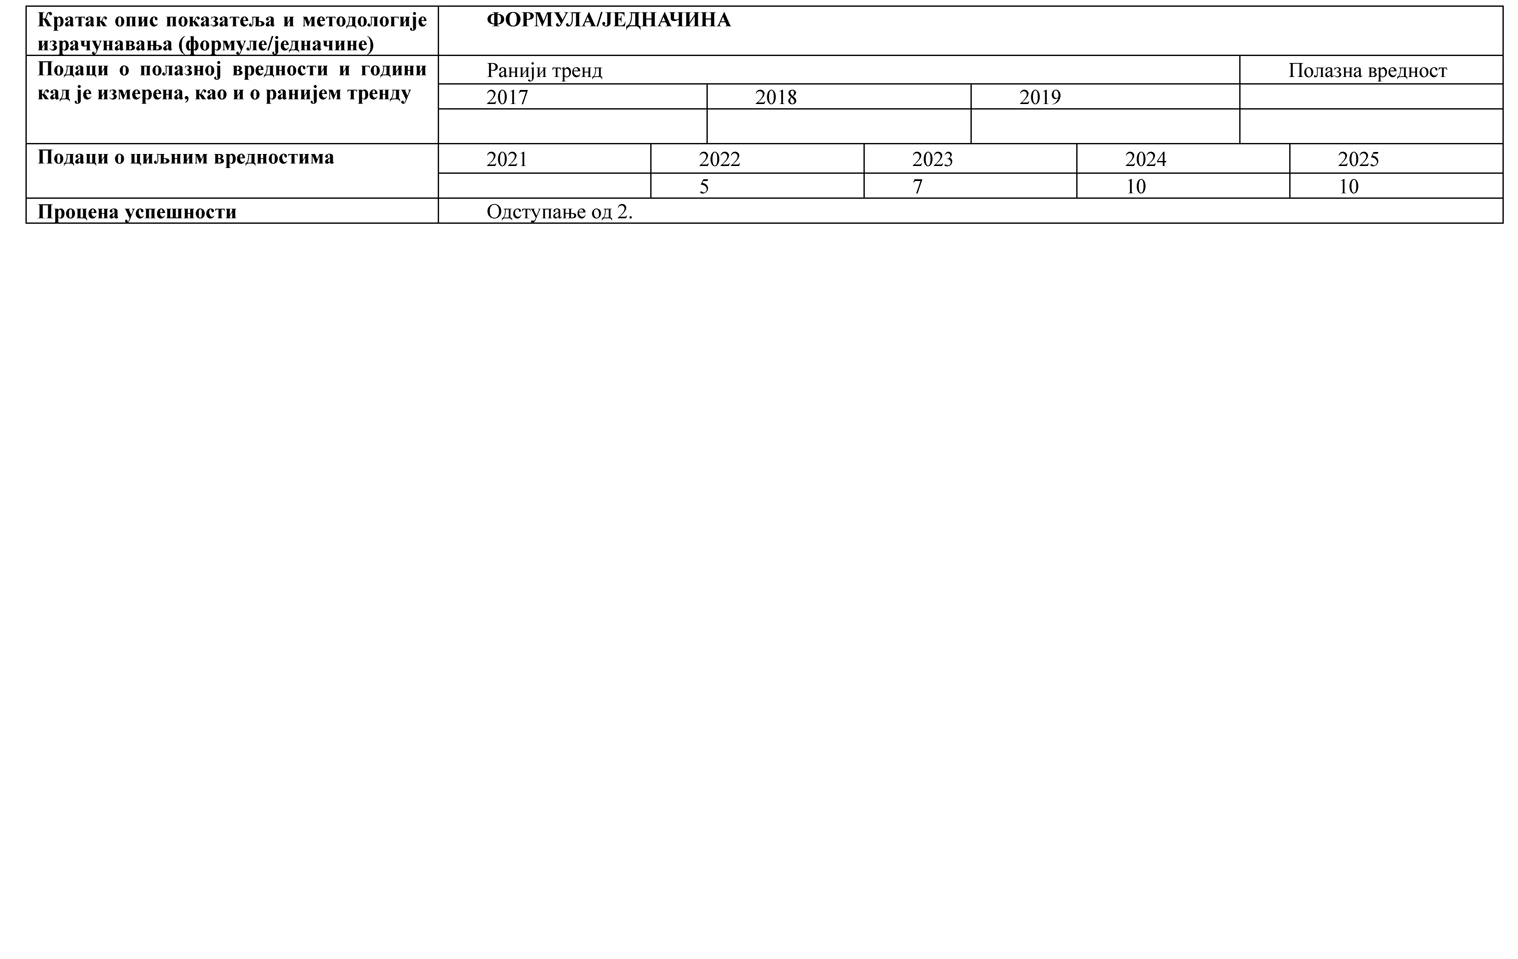 Кратак опис показатеља и методологије
израчунавања (формуле/једначине)
ФОРМУЛА/ЈЕДНАЧИНА
Подаци о полазној вредности и години
кад је измерена, као и о ранијем тренду
Ранији тренд
Полазна вредност
2017
2018
2019
Подаци о циљним вредностима
2021
2022
2023
2024
2025
5
7
10
10
Процена успешности
Одступање од 2.